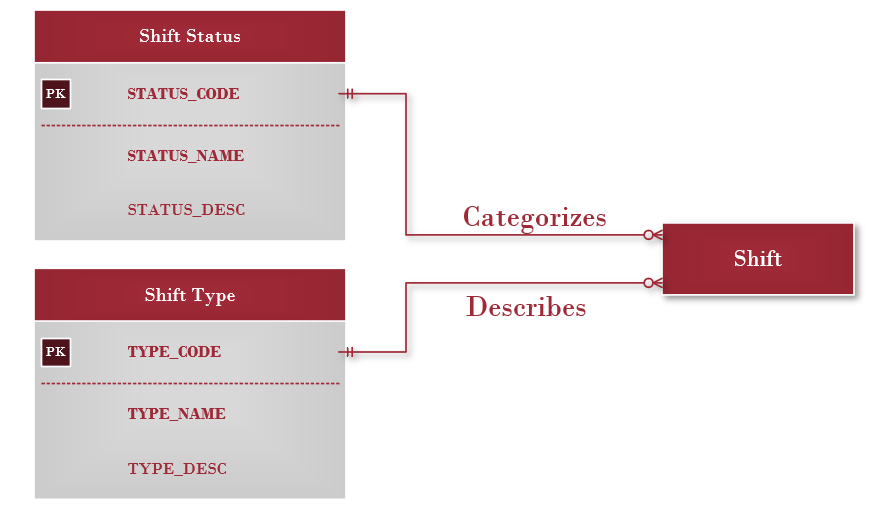 Shift Status
PK STATUS_CODE
STATUS_NAME
STATUS_DESC
Categorizes
Shift
Shift Type
Describes
PK TYPE_CODE
TYPE_NAME
TYPE_DESC